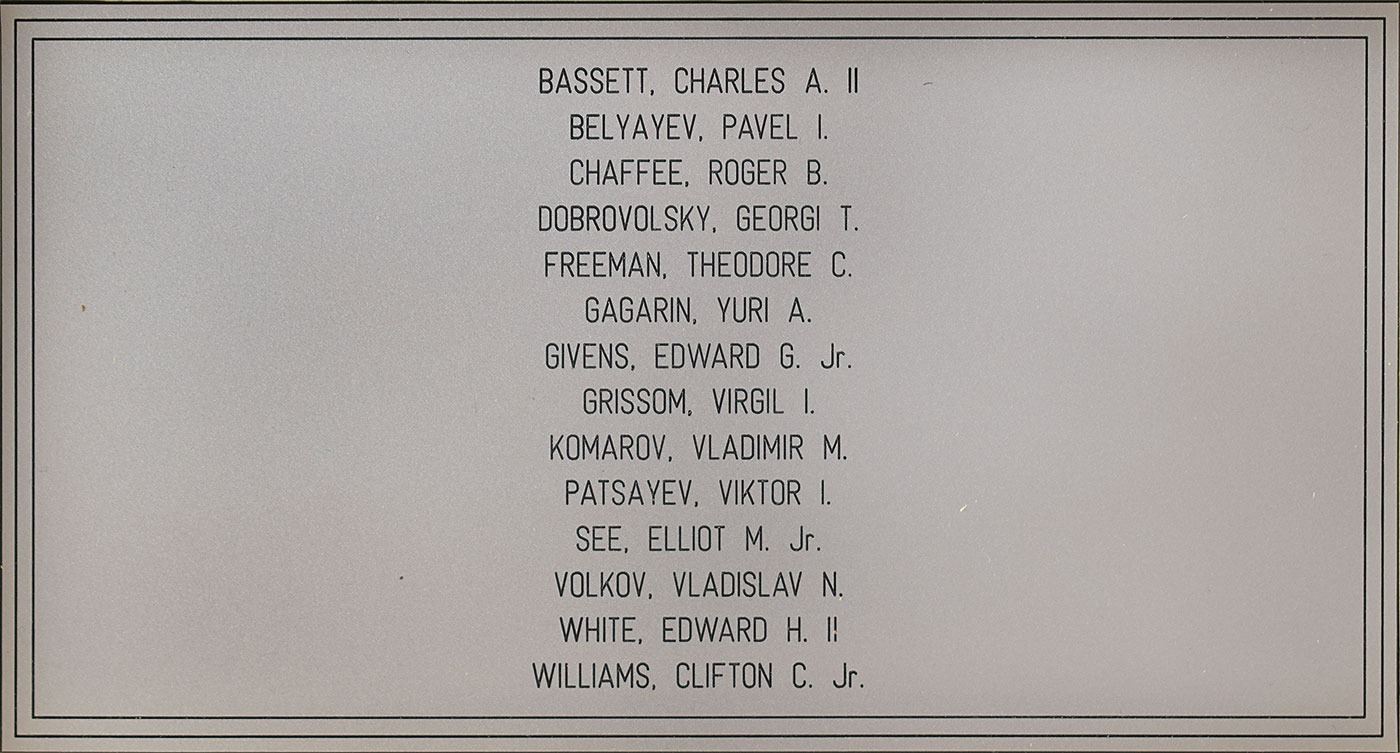 BASSETT, CHARLES A. II
BELYAYEV, PAVEL I.
CHAFFEE, ROGER B.
DOBROVOLSKY, GEORGI T.
FREEMAN, THEODORE C.
GAGARIN, YURI A.
GIVENS, EDWARD G. Jr.
GRISSOM, VIRGIL I.
KOMAROV, VLADIMIR M.
PATSAYEV, VIKTOR I.
SEE, ELLIOT M. Jr.
VOLKOV, VLADISLAV N.
WHITE, EDWARD H. II
WILLIAMS, CLIFTON C. Jr.